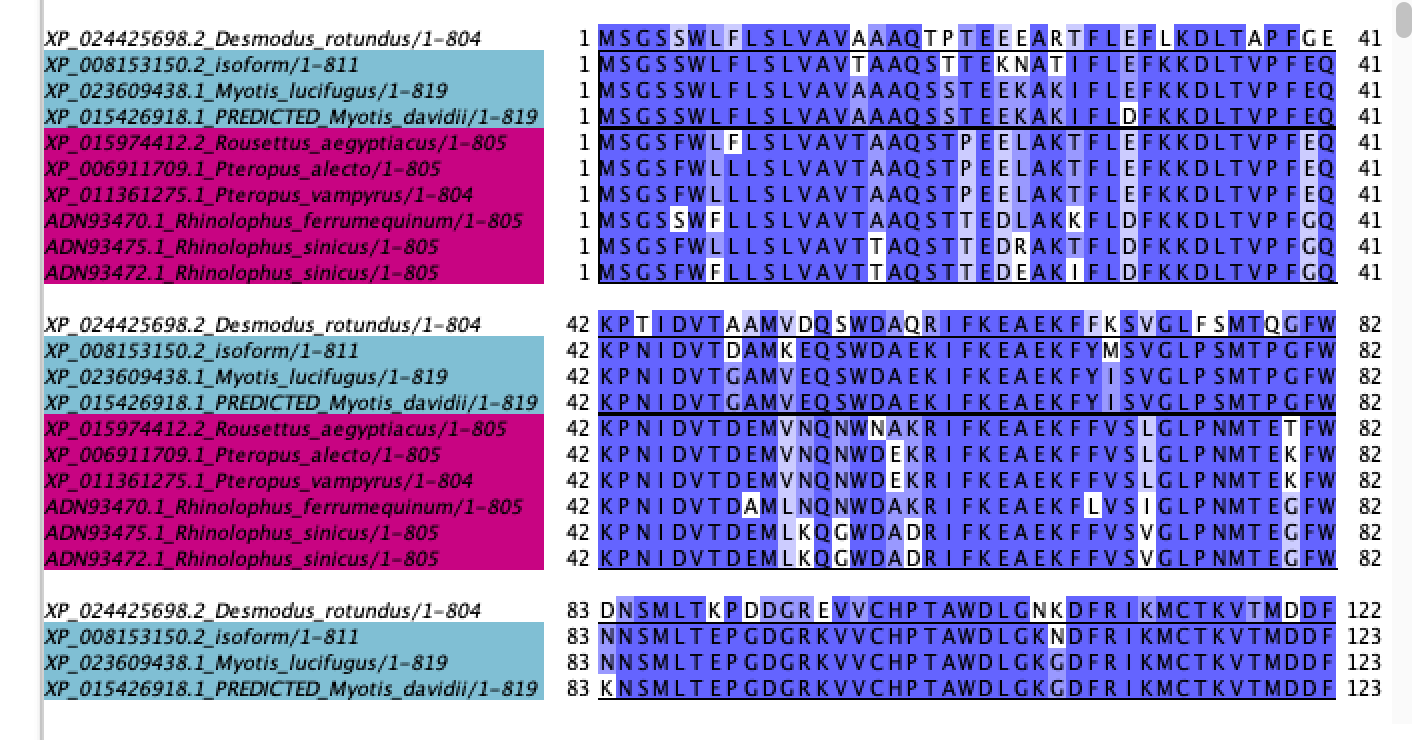 XP_024425698.2_Desmodus_rotundus/1-804 1 MSGSSWLFLSLVAVAAAQTPTEEEARTFLEFLKDLTAPFGE 41
XP_008153150.2_isoform/1-811 1 MSGSSWLFLSLVAVTAAQSTTEKNATIFLEFKKDLTVPFEQ 41
XP_023609438.1_Myotis_lucifugus/1-819 1 MSGSSWLFLSLVAVAAAQSSTEEKAKIFLEFKKDLTVPFEQ 41
XP_015426918.1_PREDICTED_Myotis_davidii/1-819 1 MSGSSWLFLSLVAVAAAQSSTEEKAKIFLDFKKDLTVPFEQ 41
XP_015974412.2_Rousettus_aegyptiacus/1-805 1 MSGSFWLFLSLVAVTAAQSTPEELAKTFLEFKKDLTVPFEQ 41
XP_006911709.1_Pteropus_alecto/1-805 1 MSGSFWLLLSLVAVTAAQSTPEELAKTFLEFKKDLTVPFEQ 41
XP_011361275.1_Pteropus_vampyrus/1-804 1 MSGSFWLLLSLVAVTAAQSTPEELAKTFLEFKKDLTVPFEQ 41
ADN93470.1_Rhinolophus_ferrumequinum/1-805 1 MSGSSWFLLSLVAVTAAQSTTEDLAKKFLDFKKDLTVPFGQ 41
ADN93475.1_Rhinolophus_sinicus/1-805 1 MSGSFWLLLSLVAVTTAQSTTEDRAKTFLDFKKDLTVPFGQ 41
ADN93472.1_Rhinolophus_sinicus/1-805 1 MSGSFWFLLSLVAVTTAQSTTEDEAKIFLDFKKDLTVPFGQ 41
XP_024425698.2_Desmodus_rotundus/1-804 42 KPTIDVTAAMVDQSWDAQRIFKEAEKFFKSVGLFSMTQGFW 82
XP_008153150.2_isoform/1-811 42 KPNIDVTDAMKEQSWDAEKIFKEAEKFYMSVGLPSMTPGFW 82
XP_023609438.1_Myotis_lucifugus/1-819 42 KPNIDVTGAMVEQSWDAEKIFKEAEKFYISVGLPSMTPGFW 82
XP_015426918.1_PREDICTED_Myotis_davidii/1-819 42 KPNIDVTGAMVEQSWDAEKIFKEAEKFYISVGLPSMTPGFW 82
XP_015974412.2_Rousettus_aegyptiacus/1-805 42 KPNIDVTDEMVNQNWNAKRIFKEAEKFFVSLGLPNMTETFW 82
XP_006911709.1_Pteropus_alecto/1-805 42 KPNIDVTDEMVNQNWDEKRIFKEAEKFFVSLGLPNMTEKFW 82
XP_011361275.1_Pteropus_vampyrus/1-804 42 KPNIDVTDEMVNQNWDEKRIFKEAEKFFVSLGLPNMTEKFW 82
ADN93470.1_Rhinolophus_ferrumequinum/1-805 42 KPNIDVTDAMLNQNWDAKRIFKEAEKFLVSIGLPNMTEGFW 82
ADN93475.1_Rhinolophus_sinicus/1-805 42 KPNIDVTDEMLKQGWDADRIFKEAEKFFVSVGLPNMTEGFW 82
ADN93472.1_Rhinolophus_sinicus/1-805 42 KPNIDVTDEMLKQGWDADRIFKEAEKFFVSVGLPNMTEGFW 82
XP_024425698.2_Desmodus_rotundus/1-804 83 DNSMLTKPDDGREVVCHPTAWDLGNKDFRIKMCTKVTMDDF 122
XP_008153150.2_isoform/1-811 83 NNSMLTEPGDGRKVVCHPTAWDLGKNDFRIKMCTKVTMDDF 123
XP_023609438.1_Myotis_lucifugus/1-819 83 NNSMLTEPGDGRKVVCHPTAWDLGKGDFRIKMCTKVTMDDF 123
XP_015426918.1_PREDICTED_Myotis_davidii/1-819 83 KNSMLTEPGDGRKVVCHPTAWDLGKGDFRIKMCTKVTMDDF 123